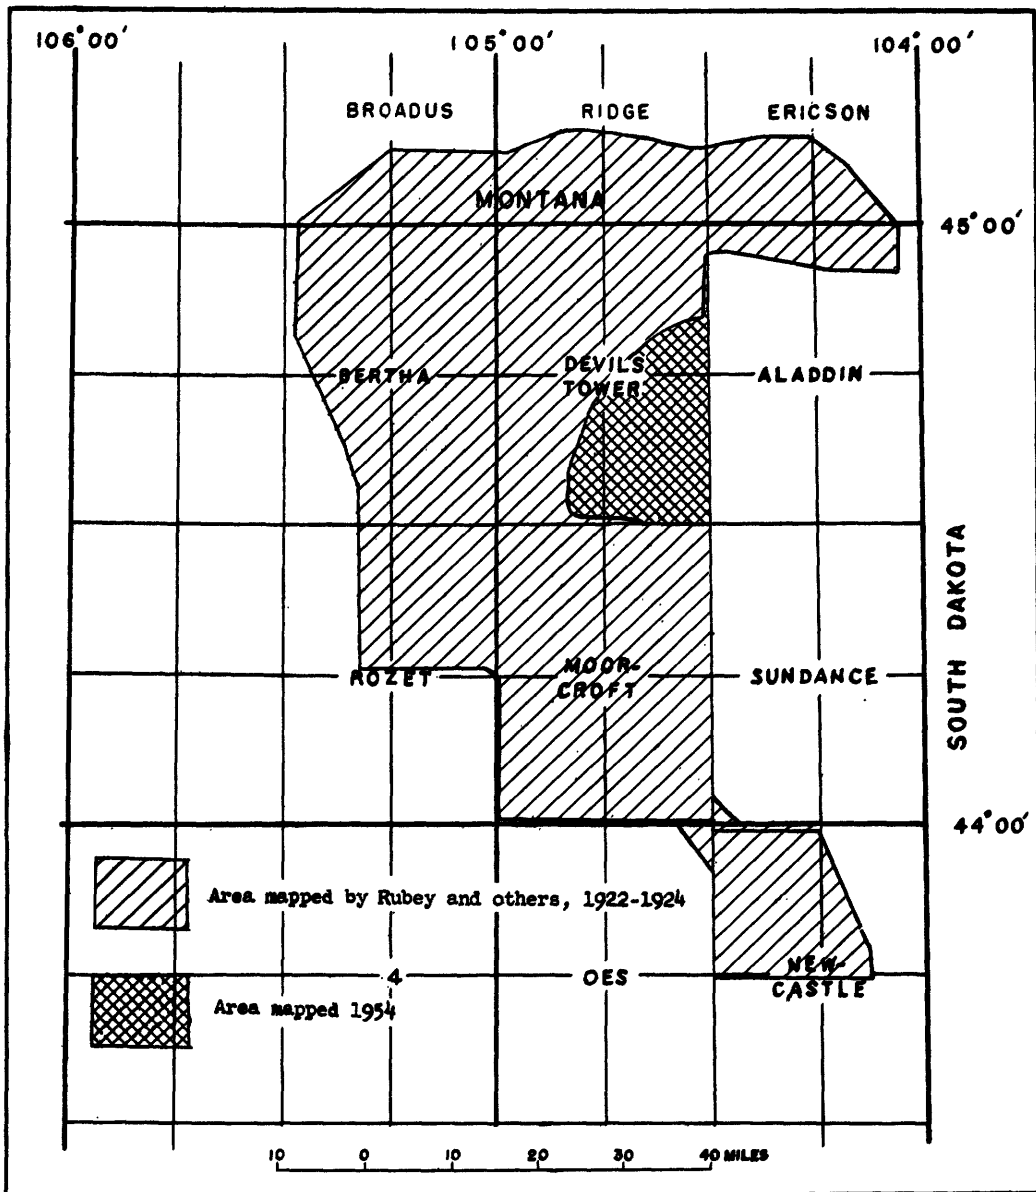 106°00′ 105°00′ 104°00′
BROADUS RIDGE ERICSON
MONTANA
45°00′
BERTHA DEVILS TOWER ALADDIN
SOUTH DAKOTA
ROZET MOOR-CROFT SUNDANCE
44°00′
Area mapped by Rubey and others, 1922-1924
4 OES NEW-CASTLE
Area mapped 1954
10 0 10 20 30 40 MILES